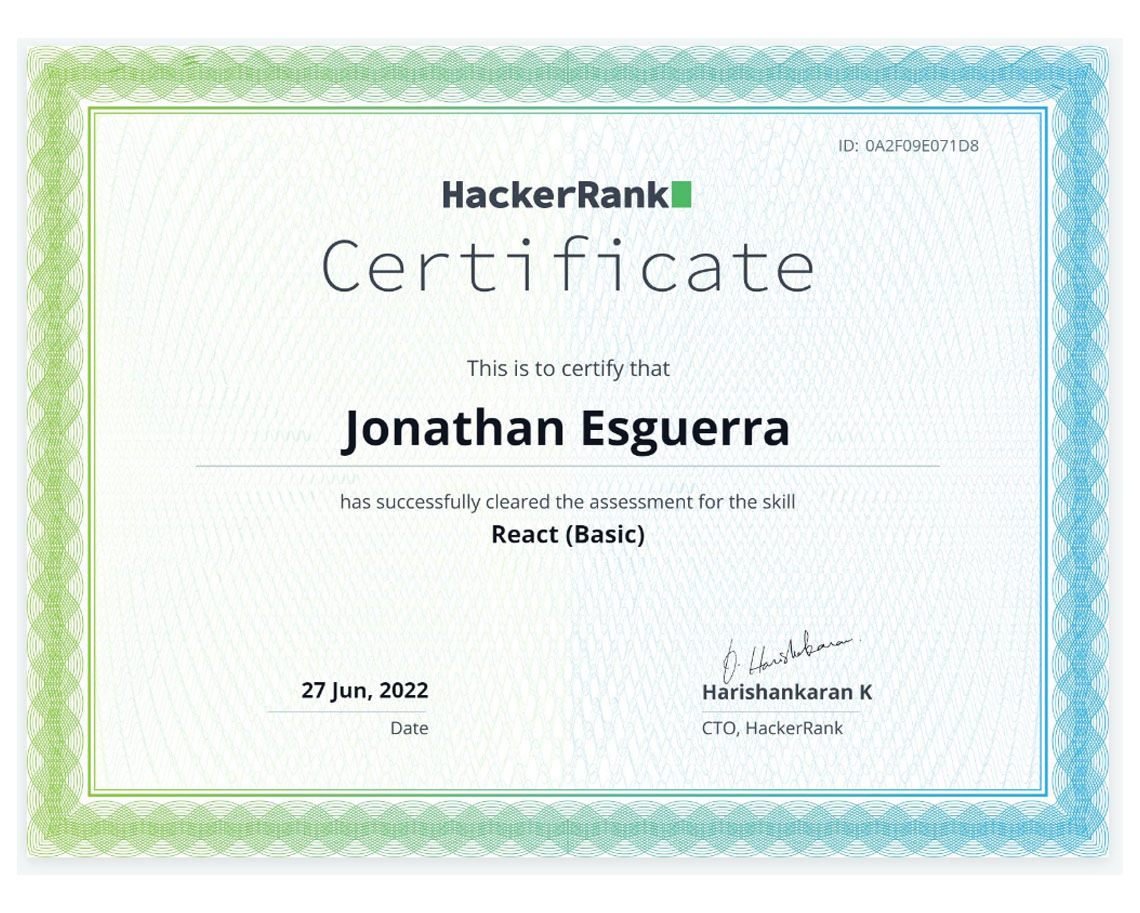 ID: 0A2F09E071D8
HackerRank
Certificate
This is to certify that
Jonathan Esguerra
has successfully cleared the assessment for the skill
React (Basic)
27 Jun, 2022
Date
Harishankaran K
CTO, HackerRank